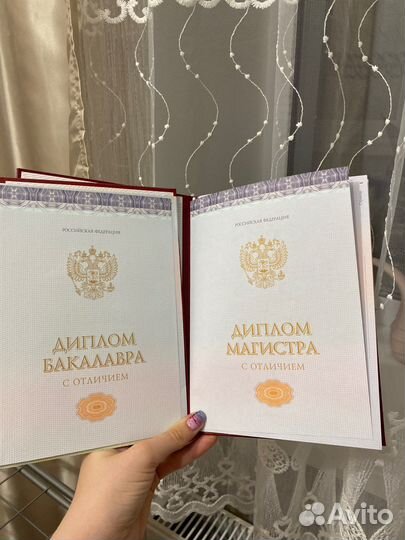 РОССИЙСКАЯ ФЕДЕРАЦИЯ
ДИПЛОМ
БАКАЛАВРА
С ОТЛИЧИЕМ
РОССИЙСКАЯ ФЕДЕРАЦИЯ
ДИПЛОМ
МАГИСТРА
С ОТЛИЧИЕМ
Avito